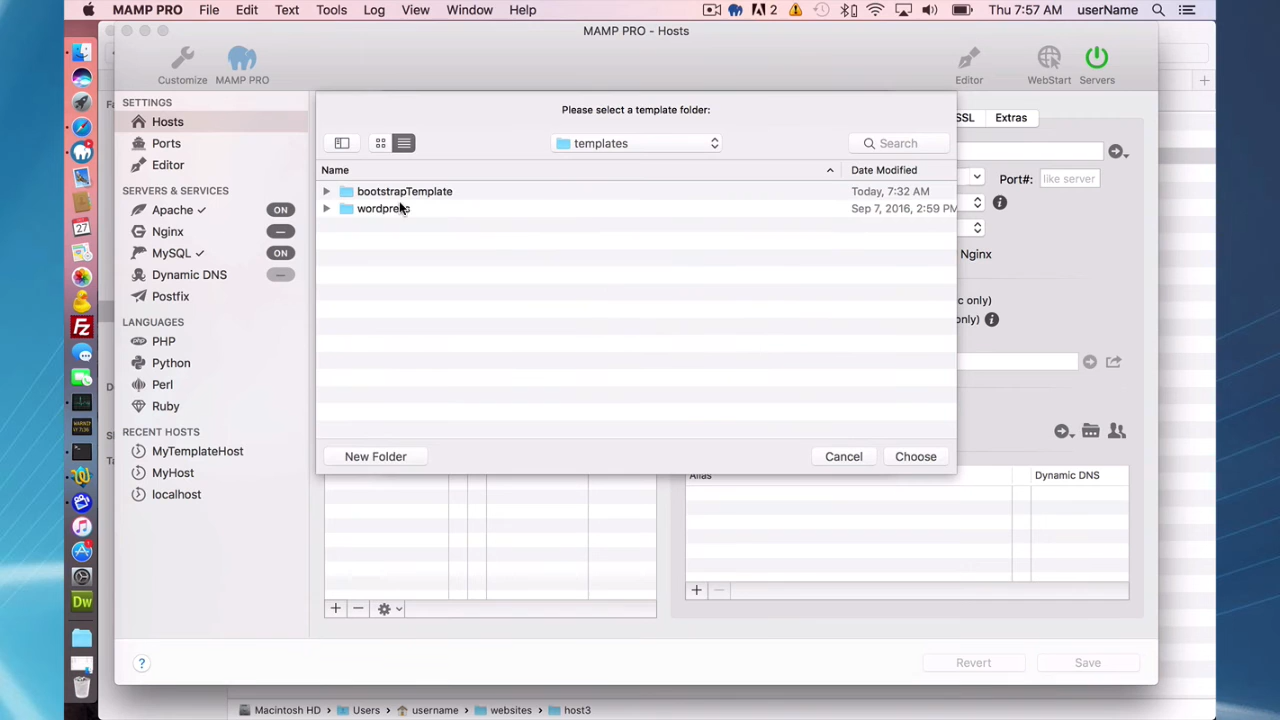 MAMP PRO File Edit Text Tools Log View Window Help 2 Thu 7:57 AM userName
MAMP PRO - Hosts
Customize MAMP PRO Editor WebStart Servers
SETTINGS
Hosts
Ports
Editor
SERVERS & SERVICES
Apache ON
Nginx
MySQL ON
Dynamic DNS
Postfix
LANGUAGES
PHP
Python
Perl
Ruby
RECENT HOSTS
MyTemplateHost
MyHost
localhost
Please select a template folder:
templates Search
Name Date Modified
bootstrapTemplate Today, 7:32 AM
Sep 7, 2016, 2:59 PM
New Folder Cancel Choose
SSL Extras
Port#: like server
Nginx
c only)
only)
Alias Dynamic DNS
Revert Save
Macintosh HD Users username websites host3
27
Fz
Dw